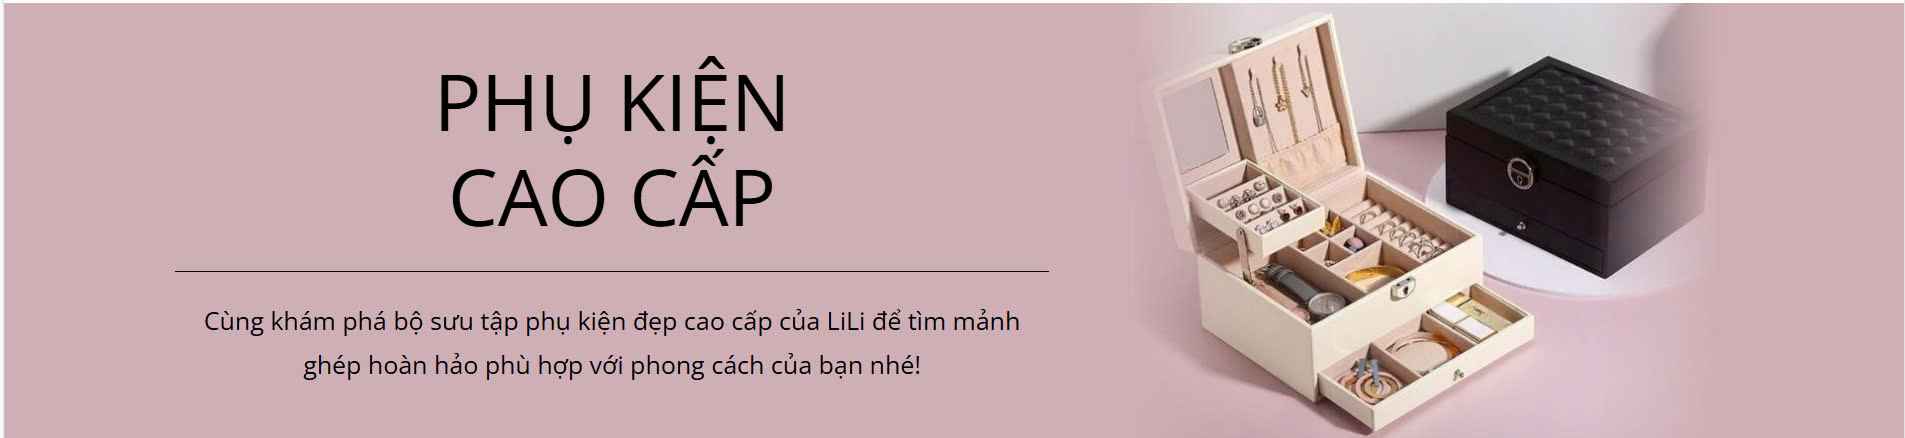 PHỤ KIỆN
CAO CẤP
Cùng khám phá bộ sưu tập phụ kiện đẹp cao cấp của LiLi để tìm mảnh
ghép hoàn hảo phù hợp với phong cách của bạn nhé!